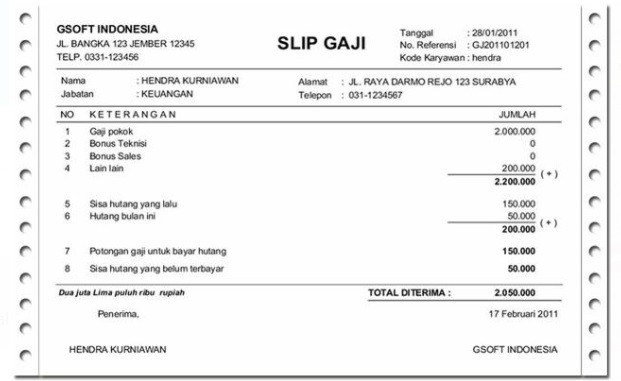 GSOFT INDONESIA
JL. BANGKA 123 JEMBER 12345
TELP. 0331-123456
SLIP GAJI
Tanggal : 28/01/2011
No. Referensi : GJ201101201
Kode Karyawan : hendra
Nama : HENDRA KURNIAWAN
Jabatan : KEUANGAN
Alamat : JL. RAYA DARMO REJO 123 SURABYA
Telepon : 031-1234567
NO KETERANGAN JUMLAH
1 Gaji pokok 2.000.000
2 Bonus Teknisi 0
3 Bonus Sales 0
4 Lain lain 200.000
( + )
2.200.000
5 Sisa hutang yang lalu 150.000
6 Hutang bulan ini 50.000
( + )
200.000
7 Potongan gaji untuk bayar hutang 150.000
8 Sisa hutang yang belum terbayar 50.000
Dua juta Lima puluh ribu rupiah TOTAL DITERIMA : 2.050.000
Penerima, 17 Februari 2011
HENDRA KURNIAWAN GSOFT INDONESIA